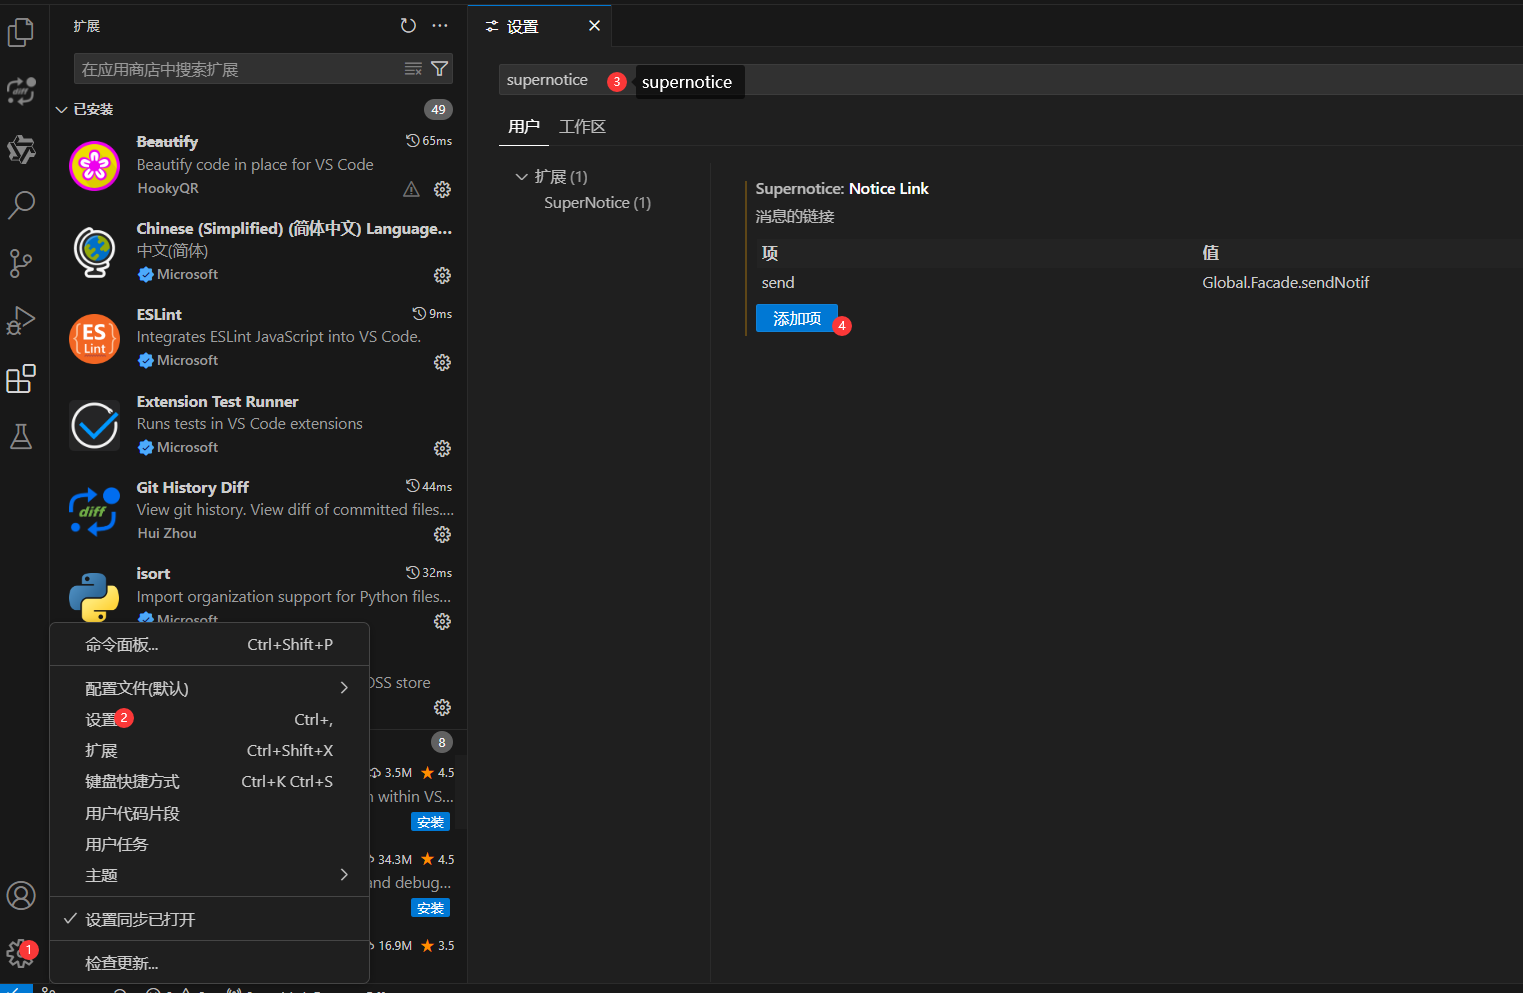 扩展
在应用商店中搜索扩展
已安装
49
Beautify
65ms
Beautify code in place for VS Code
HookyQR
Chinese (Simplified) (简体中文) Language...
中文(简体)
Microsoft
ESLint
9ms
Integrates ESLint JavaScript into VS Code.
Microsoft
Extension Test Runner
Runs tests in VS Code extensions
Microsoft
Git History Diff
44ms
View git history. View diff of committed files....
Hui Zhou
isort
32ms
Import organization support for Python files...
Microsoft
OSS store
8
3.5M 4.5
within VS...
安装
34.3M 4.5
and debug...
安装
16.9M 3.5
命令面板... Ctrl+Shift+P
配置文件(默认)
设置 2 Ctrl+,
扩展 Ctrl+Shift+X
键盘快捷方式 Ctrl+K Ctrl+S
用户代码片段
用户任务
主题
设置同步已打开
检查更新...
1
设置
supernotice 3 supernotice
用户 工作区
扩展 (1)
SuperNotice (1)
Supernotice: Notice Link
消息的链接
项 值
send Global.Facade.sendNotif
添加项 4
diff
ES
Lint
diff